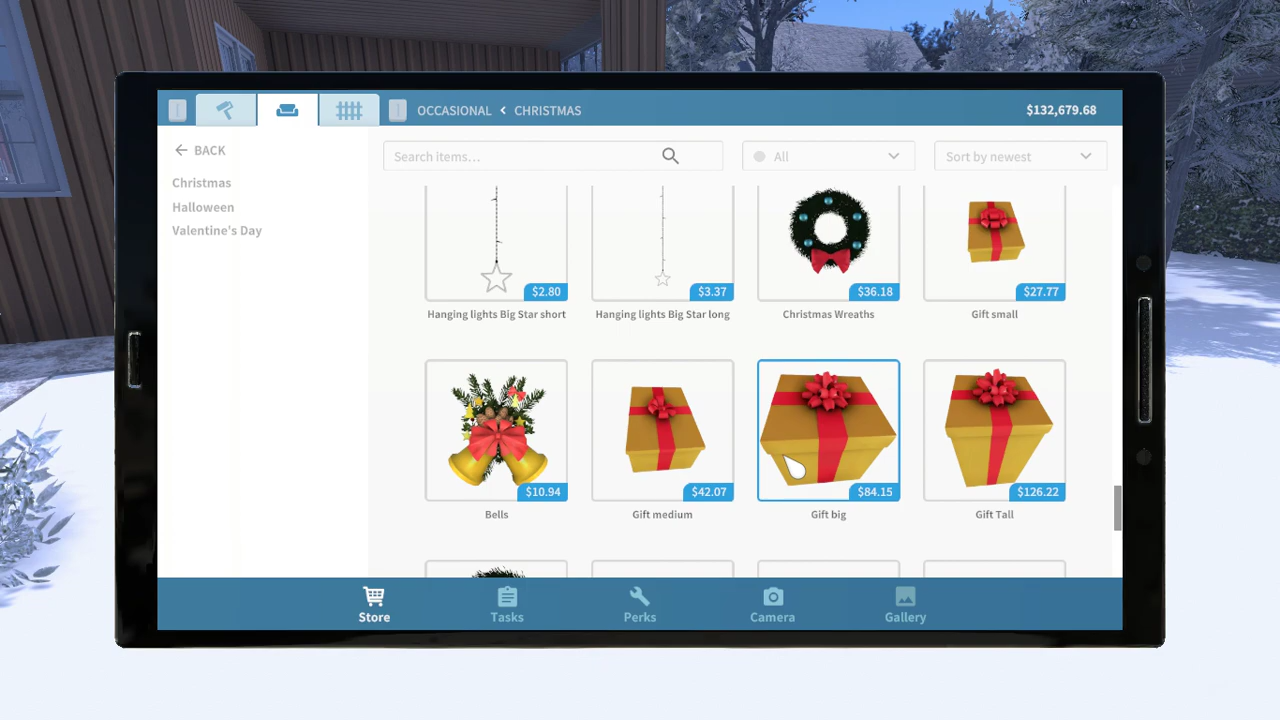 OCCASIONAL < CHRISTMAS
$132,679.68
← BACK
Christmas
Halloween
Valentine's Day
Search items...
All
Sort by newest
$2.80
$3.37
$36.18
$27.77
Hanging lights Big Star short
Hanging lights Big Star long
Christmas Wreaths
Gift small
$10.94
$42.07
$84.15
$126.22
Bells
Gift medium
Gift big
Gift Tall
Store
Tasks
Perks
Camera
Gallery